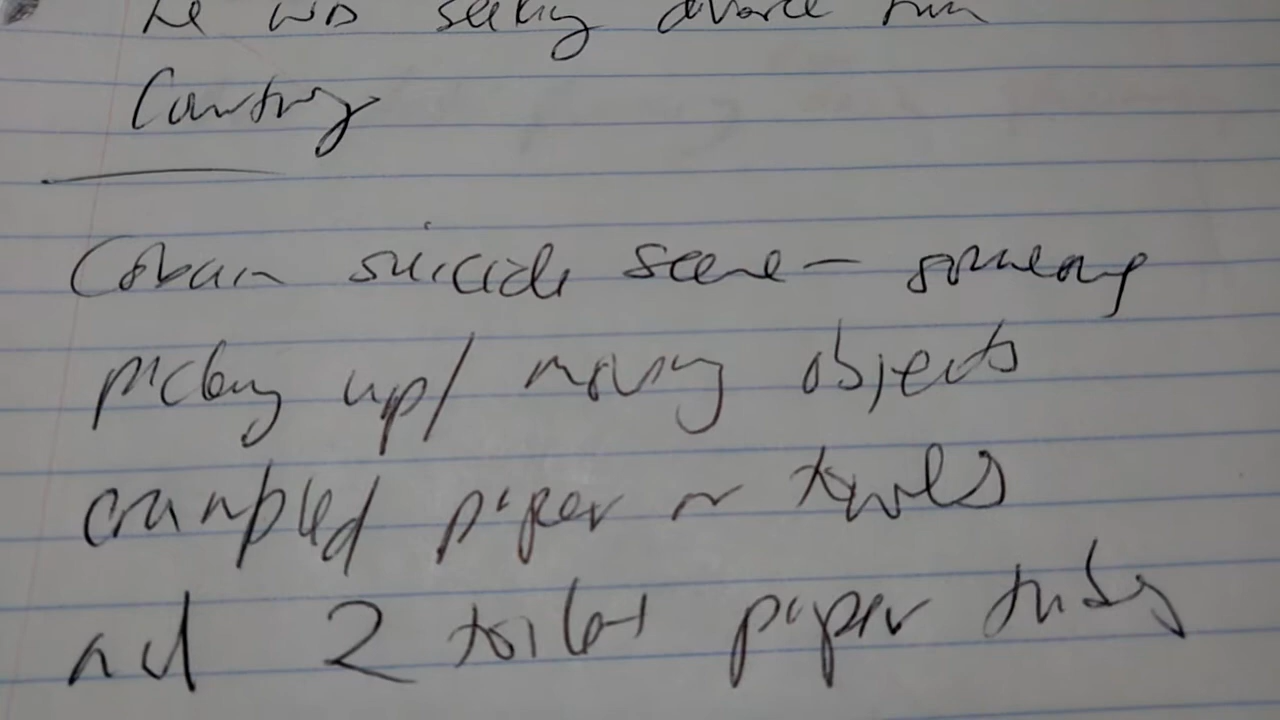 he was seeking divorce from
Courtney
Cobain suicide scene - someone
picking up/ moving objects
crumpled paper or towels
and 2 toilet paper tubes